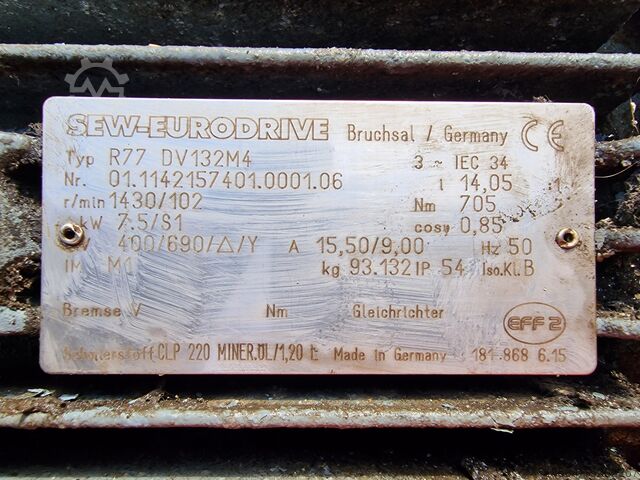 SEW-EURODRIVE Bruchsal / Germany CE
Typ R77 DV132M4 3 ~ IEC 34
Nr. 01.1142157401.0001.06 i 14,05 :1
r/min 1430/102 Nm 705
kW 7.5/S1 cosφ 0,85
V 400/690/△/Y A 15,50/9,00 Hz 50
IM M1 kg 93.132 IP 54 Iso.Kl.B
Bremse V Nm Gleichrichter
EFF 2
Schmierstoff CLP 220 MINER.ÖL/1,20 L Made in Germany 181 868 6.15